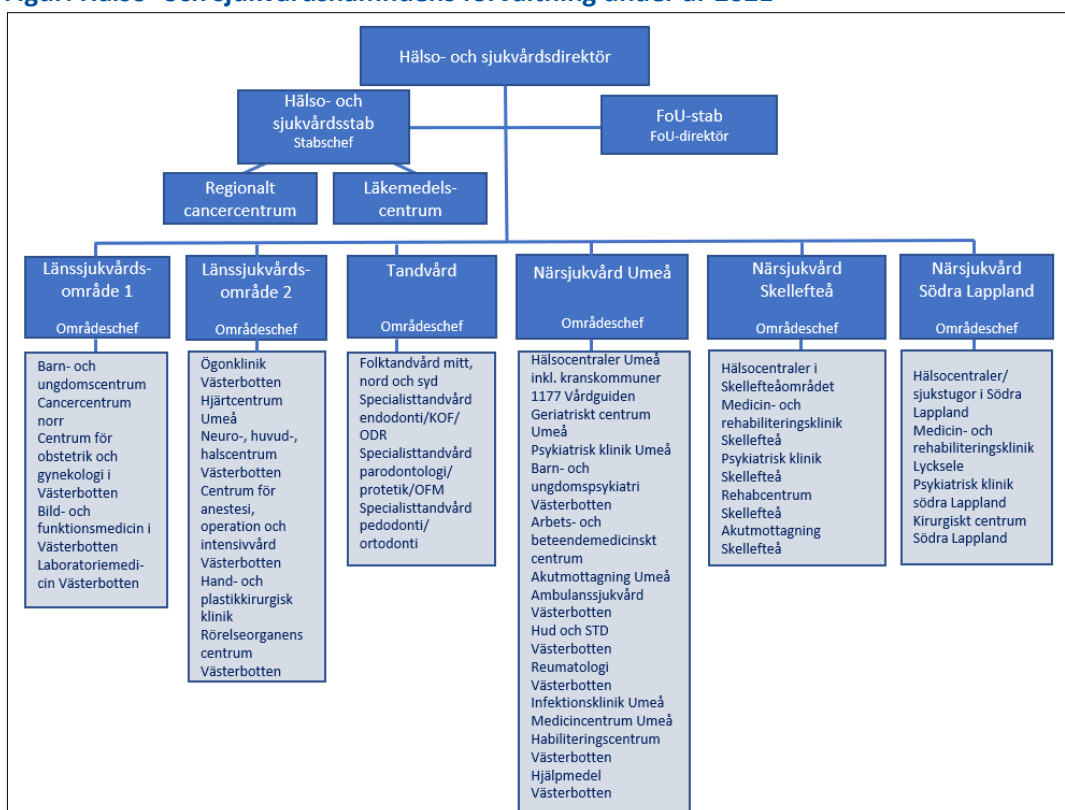 Figur: Hälso- och sjukvårdsnämndens förvaltning under år 2021
Hälso- och sjukvårdsdirektör
Hälso- och
sjukvårdsstab
Stabschef
FoU-stab
FoU-direktör
Regionalt
cancercentrum
Läkemedels-
centrum
Länssjukvårds-
område 1
Områdeschef
Barn- och
ungdomscentrum
Cancercentrum
norr
Centrum för
obstetrik och
gynekologi i
Västerbotten
Bild- och
funktionsmedicin i
Västerbotten
Laboratoriemedi-
cin Västerbotten
Länssjukvårds-
område 2
Områdeschef
Ögonklinik
Västerbotten
Hjärtcentrum
Umeå
Neuro-, huvud-,
halscentrum
Västerbotten
Centrum för
anestesi,
operation och
intensivvård
Västerbotten
Hand- och
plastikkirurgisk
klinik
Rörelseorganens
centrum
Västerbotten
Tandvård
Områdeschef
Folktandvård mitt,
nord och syd
Specialisttandvård
endodonti/KOF/
ODR
Specialisttandvård
parodontologi/
protetik/OFM
Specialisttandvård
pedodonti/
ortodonti
Närsjukvård Umeå
Områdeschef
Hälsocentraler Umeå
inkl. kranskommuner
1177 Vårdguiden
Geriatriskt centrum
Umeå
Psykiatrisk klinik Umeå
Barn- och
ungdomspsykiatri
Västerbotten
Arbets- och
beteendemedicinskt
centrum
Akutmottagning Umeå
Ambulanssjukvård
Västerbotten
Hud och STD
Västerbotten
Reumatologi
Västerbotten
Infektionsklinik Umeå
Medicincentrum Umeå
Habiliteringscentrum
Västerbotten
Hjälpmedel
Västerbotten
Närsjukvård
Skellefteå
Områdeschef
Hälsocentraler i
Skellefteåområdet
Medicin- och
rehabiliteringsklinik
Skellefteå
Psykiatrisk klinik
Skellefteå
Rehabcentrum
Skellefteå
Akutmottagning
Skellefteå
Närsjukvård
Södra Lappland
Områdeschef
Hälsocentraler/
sjukstugor i Södra
Lappland
Medicin- och
rehabiliteringsklinik
Lycksele
Psykiatrisk klinik
södra Lappland
Kirurgiskt centrum
Södra Lappland